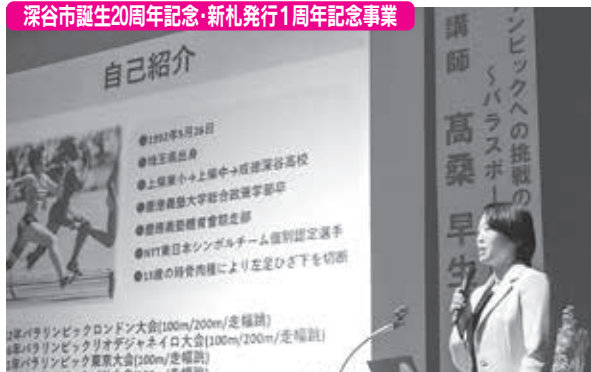 深谷市誕生20周年記念・新札発行1周年記念事業
自己紹介
●1992年5月26日
●埼玉県出身
●上柴東小→上柴中→成徳深谷高校
●慶應義塾大学総合政策学部卒
●慶應義塾體育會競走部
●NTT東日本シンボルチーム個別認定選手
●13歳の時骨肉種により左足ひざ下を切断
年パラリンピックロンドン大会(100m/200m/走幅跳)
年パラリンピックリオデジャネイロ大会(100m/200m/走幅跳)
年パラリンピック東京大会(100m/走幅跳)
ンピックへの挑戦の
～パラスポー
講師 髙桑 早生